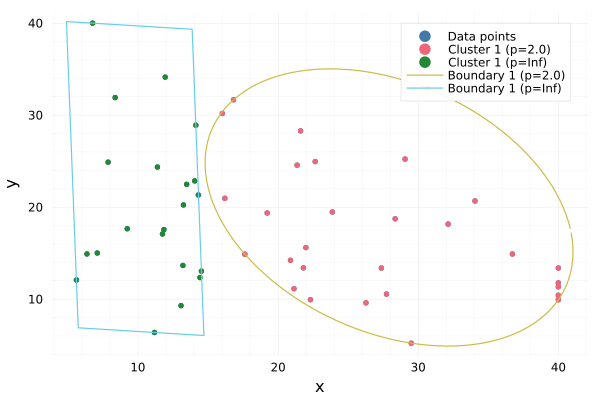 40
30
20
10
y
Data points
Cluster 1 (p=2.0)
Cluster 1 (p=Inf)
Boundary 1 (p=2.0)
Boundary 1 (p=Inf)
10 20 30 40
x